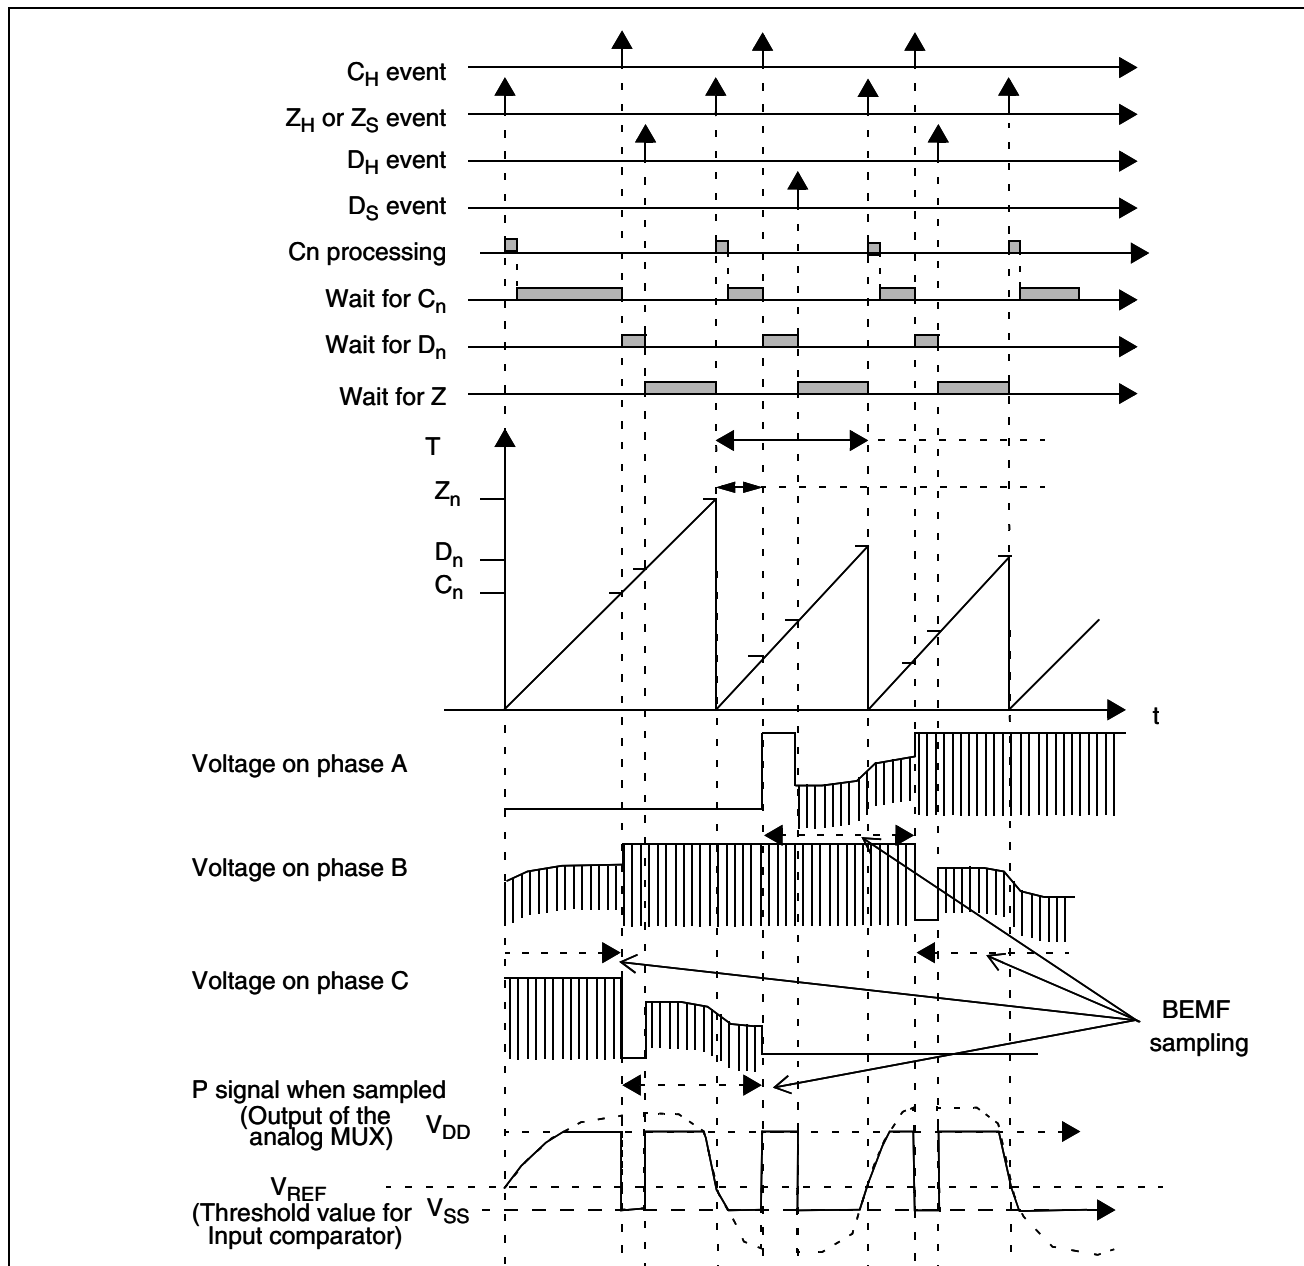 C_H event
Z_H or Z_S event
D_H event
D_S event
Cn processing
Wait for C_n
Wait for D_n
Wait for Z
T
Z_n
D_n
C_n
t
Voltage on phase A
Voltage on phase B
Voltage on phase C
BEMF
sampling
P signal when sampled
(Output of the
analog MUX)
V_DD
V_REF
(Threshold value for
Input comparator)
V_SS